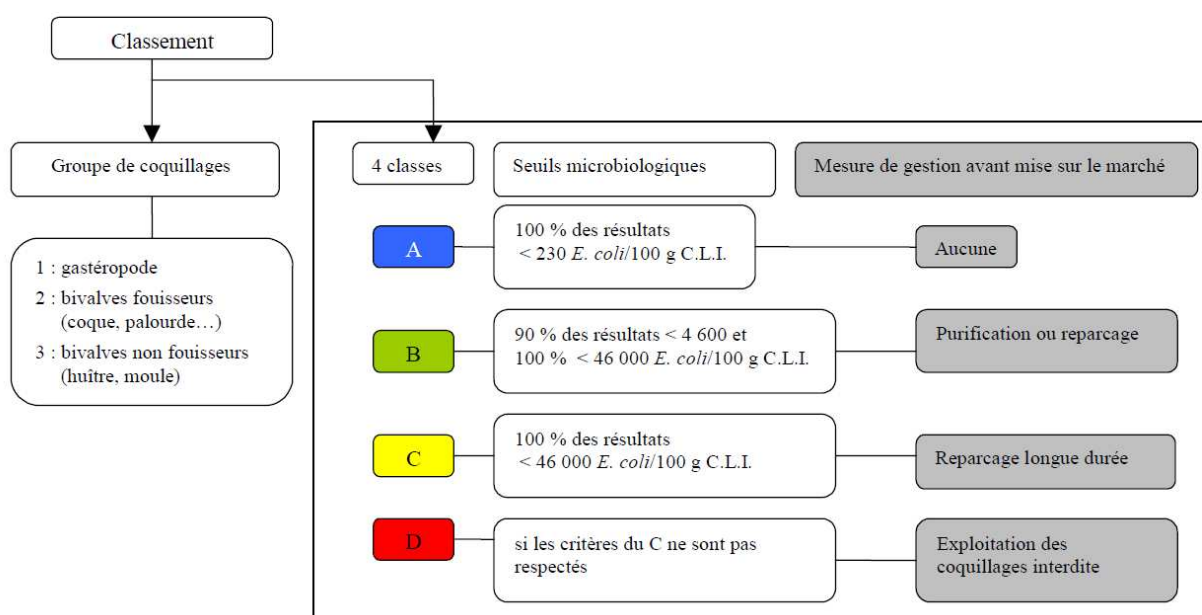 Classement
Groupe de coquillages
1 : gastéropode
2 : bivalves fouisseurs
(coque, palourde…)
3 : bivalves non fouisseurs
(huître, moule)
4 classes
Seuils microbiologiques
Mesure de gestion avant mise sur le marché
A
100 % des résultats
< 230 E. coli/100 g C.L.I.
Aucune
B
90 % des résultats < 4 600 et
100 % < 46 000 E. coli/100 g C.L.I.
Purification ou reparcage
C
100 % des résultats
< 46 000 E. coli/100 g C.L.I.
Reparcage longue durée
D
si les critères du C ne sont pas
respectés
Exploitation des
coquillages interdite